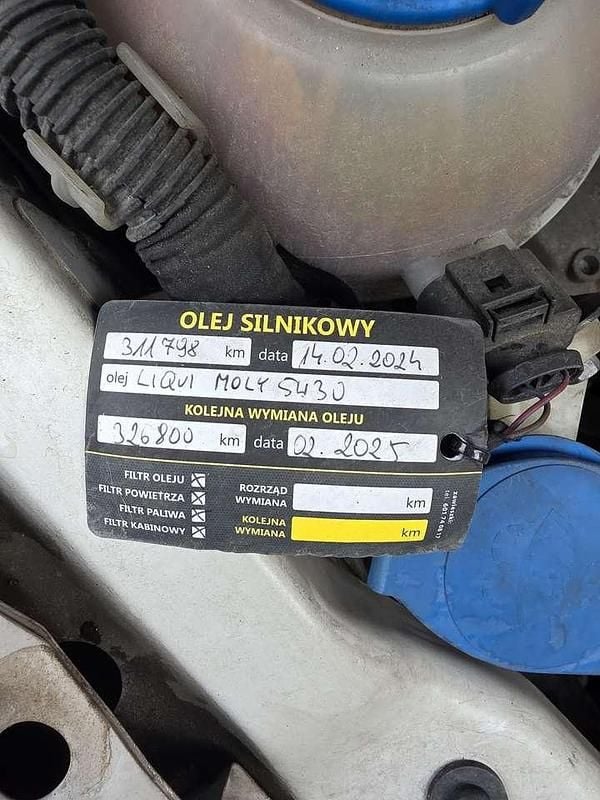 OLEJ SILNIKOWY
311798 km data 14.02.2024
olej LIQUI MOLY 5W30
KOLEJNA WYMIANA OLEJU
326800 km data 02.2025
FILTR OLEJU
FILTR POWIETRZA
FILTR PALIWA
FILTR KABINOWY
ROZRZĄD WYMIANA km
KOLEJNA WYMIANA km